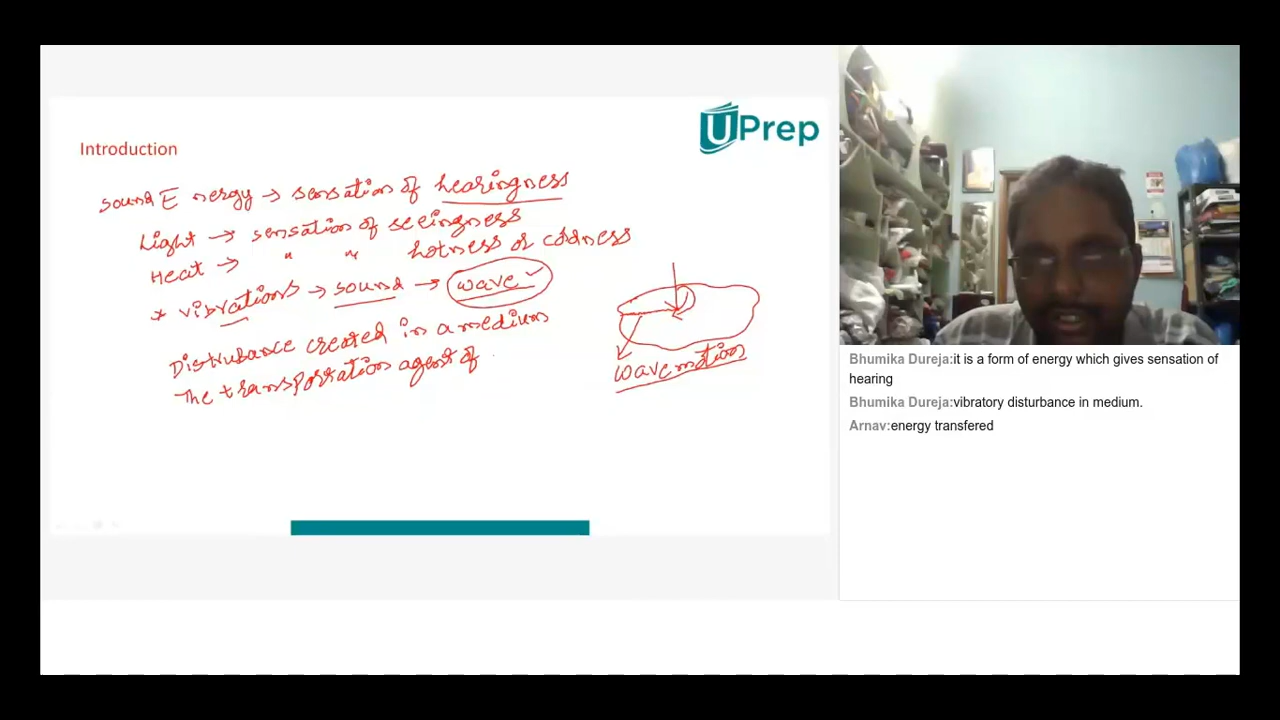 UPrep
Introduction
sound Energy → sensation of hearingness
Light → sensation of seeingness
Heat → " " hotness or coldness
* vibrations → sound → wave ✓
Disturbance created in a medium
The transportation agent of
wave motion
Bhumika Dureja:it is a form of energy which gives sensation of
hearing
Bhumika Dureja:vibratory disturbance in medium.
Arnav:energy transfered